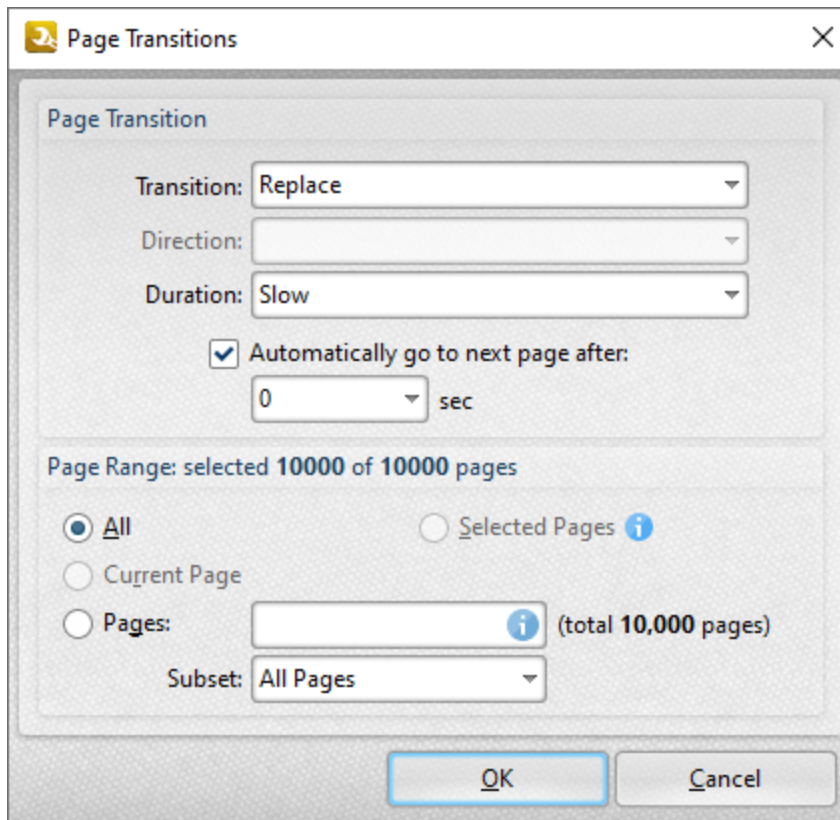 Page Transitions
Page Transition
Transition: Replace
Direction:
Duration: Slow
Automatically go to next page after:
0 sec
Page Range: selected 10000 of 10000 pages
All Selected Pages
Current Page
Pages: (total 10,000 pages)
Subset: All Pages
OK Cancel